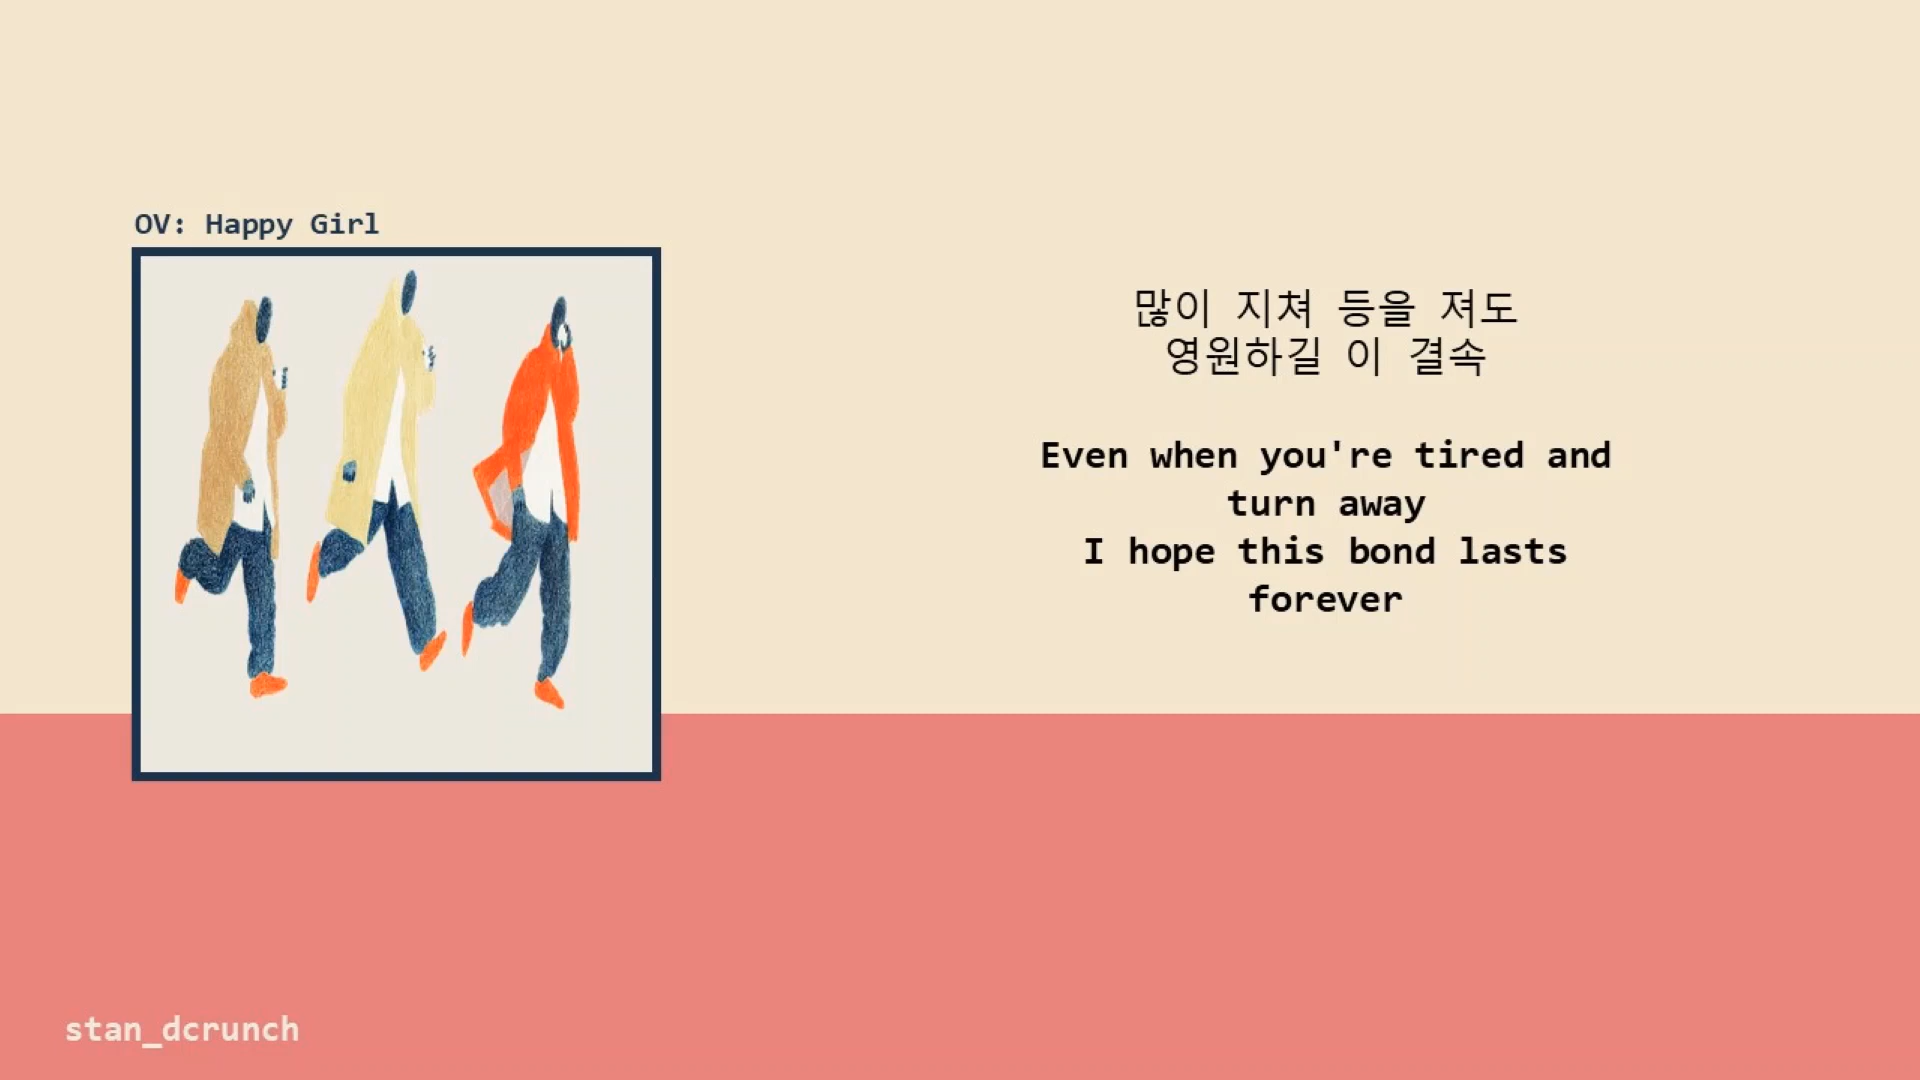 OV: Happy Girl
많이 지쳐 등을 져도
영원하길 이 결속
Even when you're tired and
turn away
I hope this bond lasts
forever
stan_dcrunch